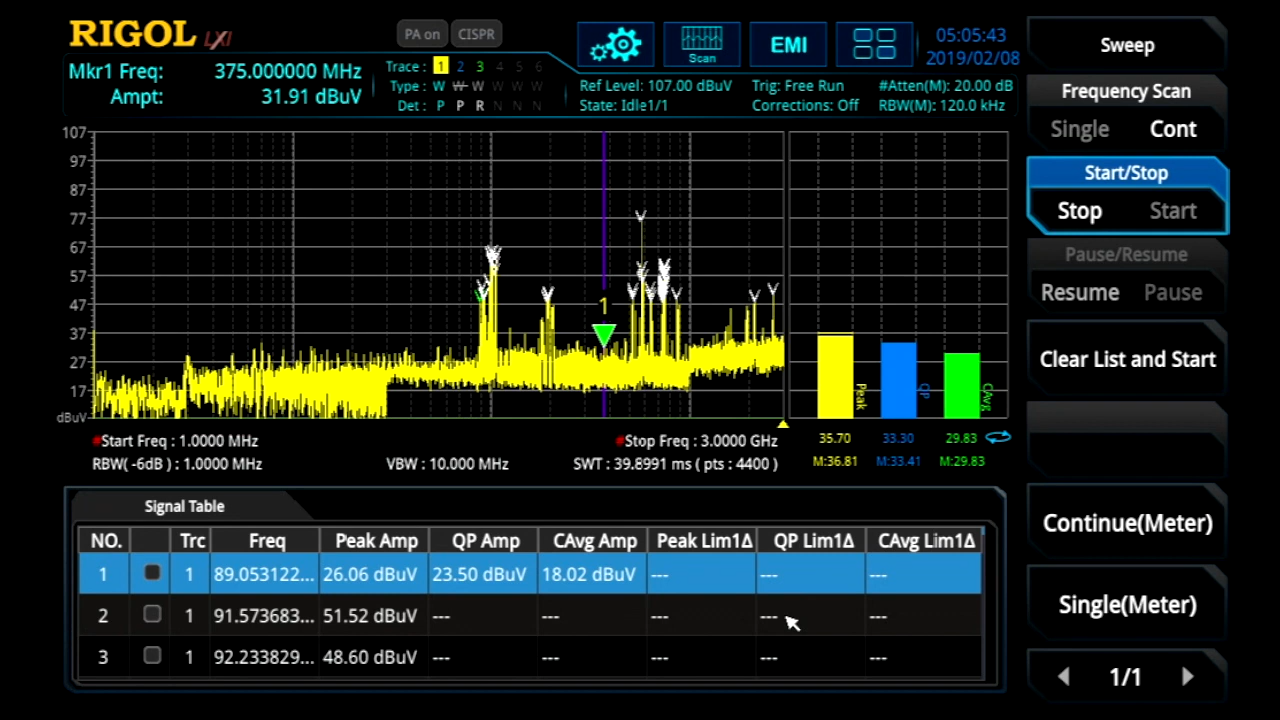 RIGOL LXI
PA on CISPR
Mkr1 Freq: 375.000000 MHz
Ampt: 31.91 dBuV
Trace: 1 2 3 4 5 6
Type: W W W W W W
Det: P P R N N N
Scan
EMI
05:05:43
2019/02/08
Ref Level: 107.00 dBuV Trig: Free Run #Atten(M): 20.00 dB
State: Idle1/1 Corrections: Off RBW(M): 120.0 kHz
107
97
87
77
67
57
47
37
27
17
dBuV
1
Peak
QP
CAvg
35.70 33.30 29.83
M:36.81 M:33.41 M:29.83
#Start Freq : 1.0000 MHz #Stop Freq : 3.0000 GHz
RBW( -6dB ) : 1.0000 MHz VBW : 10.000 MHz SWT : 39.8991 ms ( pts : 4400 )
Signal Table
NO. Trc Freq Peak Amp QP Amp CAvg Amp Peak Lim1Δ QP Lim1Δ CAvg Lim1Δ
1 1 89.053122... 26.06 dBuV 23.50 dBuV 18.02 dBuV --- --- ---
2 1 91.573683... 51.52 dBuV --- --- --- --- ---
3 1 92.233829... 48.60 dBuV --- --- --- --- ---
Sweep
Frequency Scan
Single Cont
Start/Stop
Stop Start
Pause/Resume
Resume Pause
Clear List and Start
Continue(Meter)
Single(Meter)
1/1